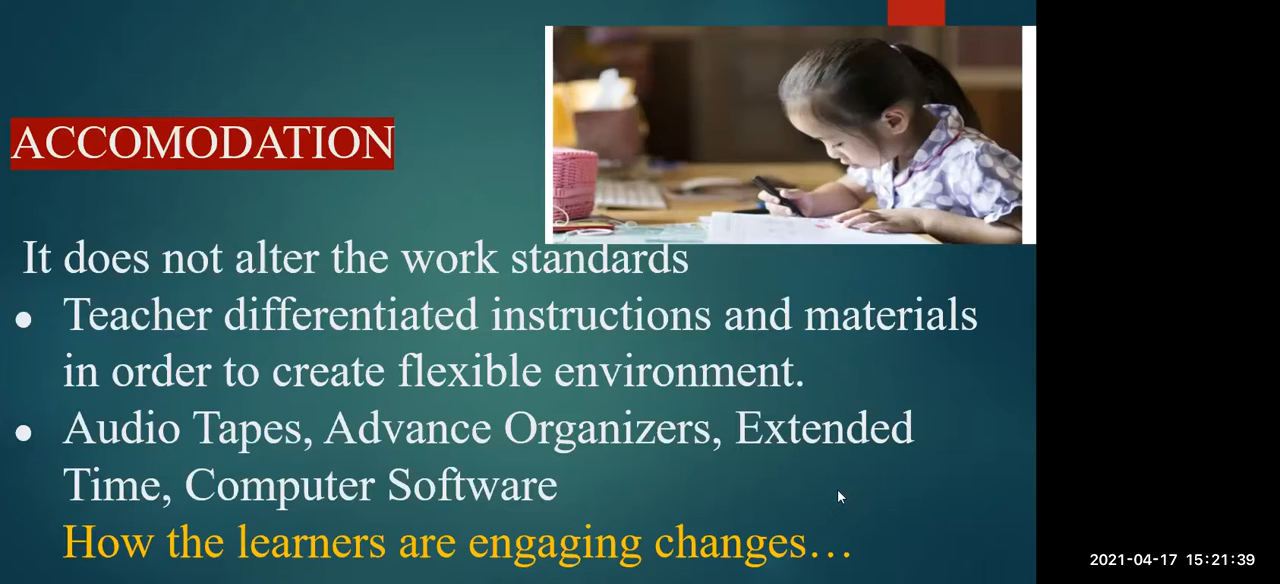 ACCOMODATION
It does not alter the work standards
• Teacher differentiated instructions and materials
in order to create flexible environment.
• Audio Tapes, Advance Organizers, Extended
Time, Computer Software
How the learners are engaging changes…
2021-04-17 15:21:39